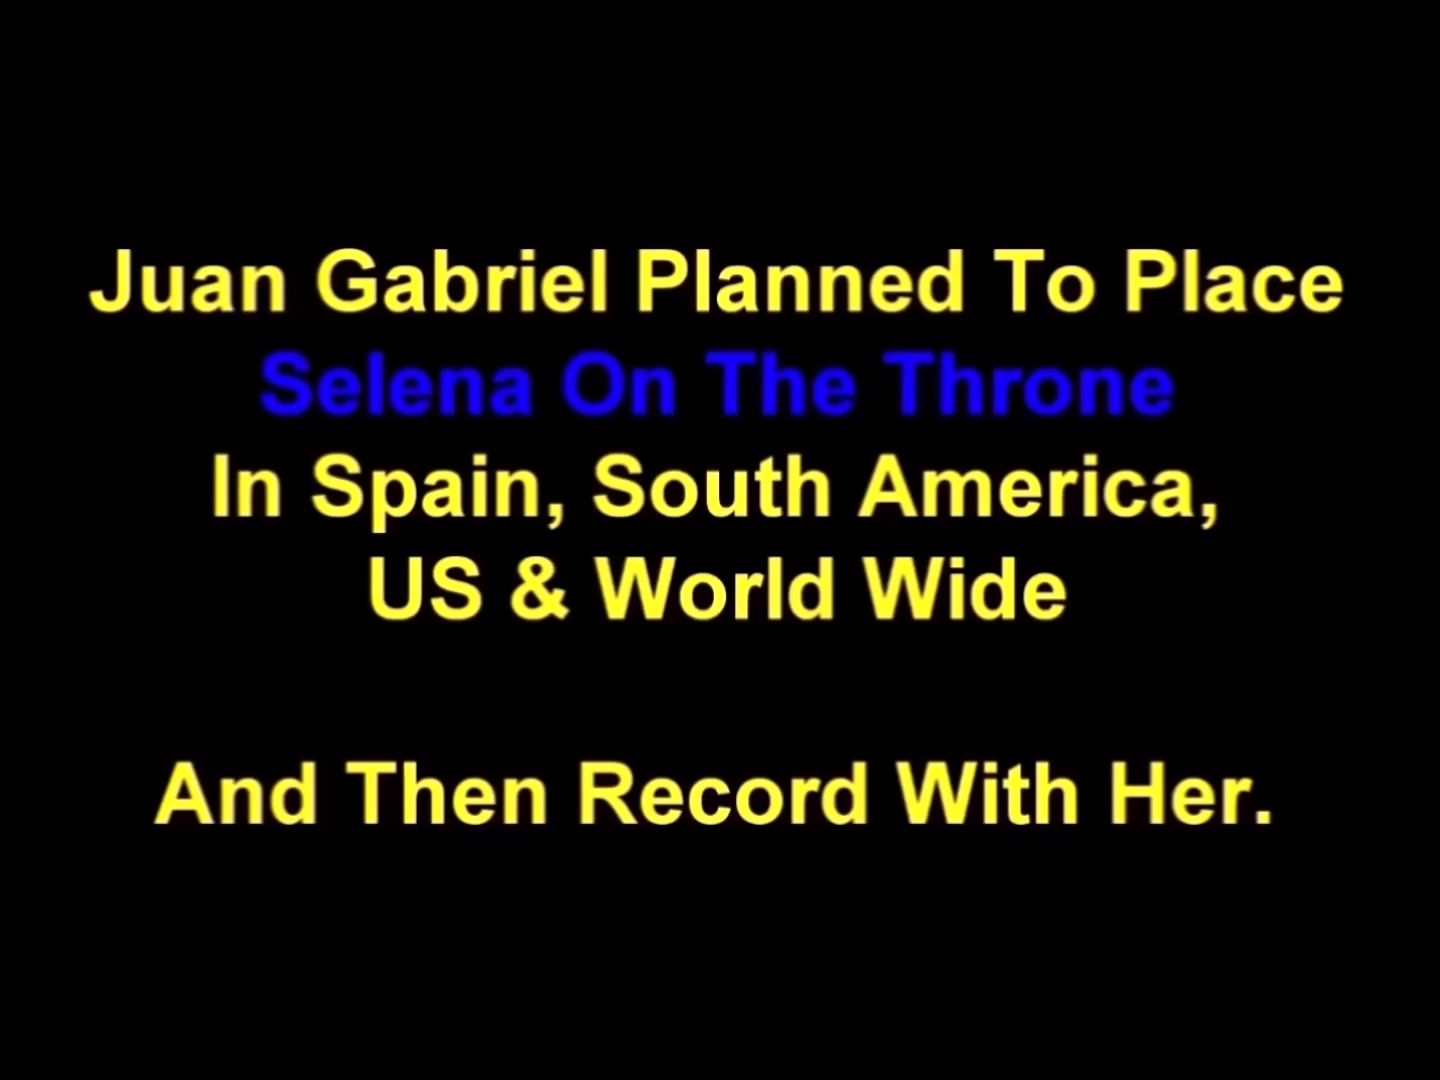 Juan Gabriel Planned To Place
Selena On The Throne
In Spain, South America,
US & World Wide
And Then Record With Her.